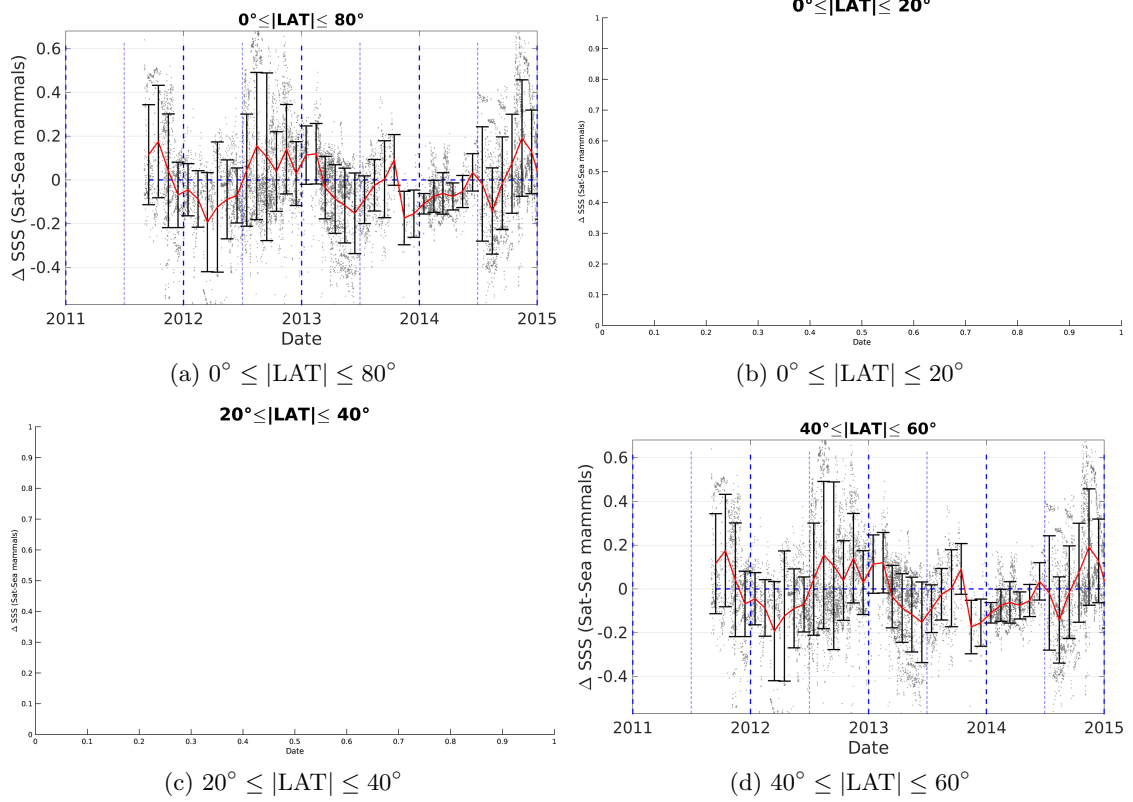 0°≤|LAT|≤ 80°
Δ SSS (Sat-Sea mammals)
0.6
0.4
0.2
0
-0.2
-0.4
2011 2012 2013 2014 2015
Date
(a) 0° ≤ |LAT| ≤ 80°
0°≤|LAT|≤ 20°
Δ SSS (Sat-Sea mammals)
1
0.9
0.8
0.7
0.6
0.5
0.4
0.3
0.2
0.1
0
0 0.1 0.2 0.3 0.4 0.5 0.6 0.7 0.8 0.9 1
Date
(b) 0° ≤ |LAT| ≤ 20°
20°≤|LAT|≤ 40°
Δ SSS (Sat-Sea mammals)
1
0.9
0.8
0.7
0.6
0.5
0.4
0.3
0.2
0.1
0
0 0.1 0.2 0.3 0.4 0.5 0.6 0.7 0.8 0.9 1
Date
(c) 20° ≤ |LAT| ≤ 40°
40°≤|LAT|≤ 60°
Δ SSS (Sat-Sea mammals)
0.6
0.4
0.2
0
-0.2
-0.4
2011 2012 2013 2014 2015
Date
(d) 40° ≤ |LAT| ≤ 60°